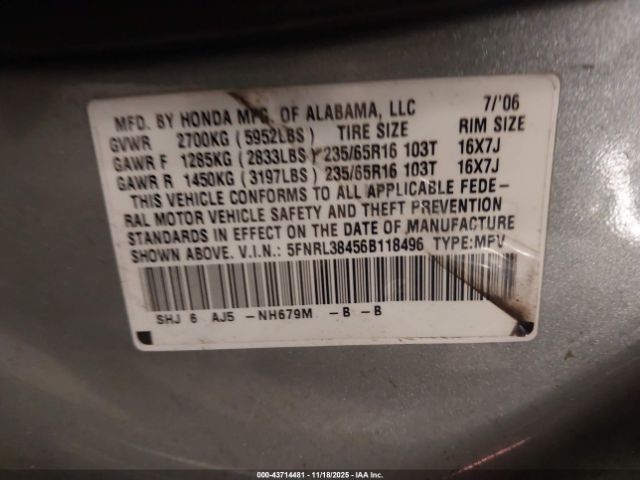 MFD. BY HONDA MFG. OF ALABAMA, LLC 7/'06
GVWR 2700KG (5952LBS) TIRE SIZE RIM SIZE
GAWR F 1285KG (2833LBS) 235/65R16 103T 16X7J
GAWR R 1450KG (3197LBS) 235/65R16 103T 16X7J
THIS VEHICLE CONFORMS TO ALL APPLICABLE FEDE-
RAL MOTOR VEHICLE SAFETY AND THEFT PREVENTION
STANDARDS IN EFFECT ON THE DATE OF MANUFACTURE
SHOWN ABOVE. V.I.N.: 5FNRL38456B118496 TYPE:MPV
SHJ 6 AJ5 -NH679M -B -B
000-43714481 - 11/18/2025 - IAA Inc.